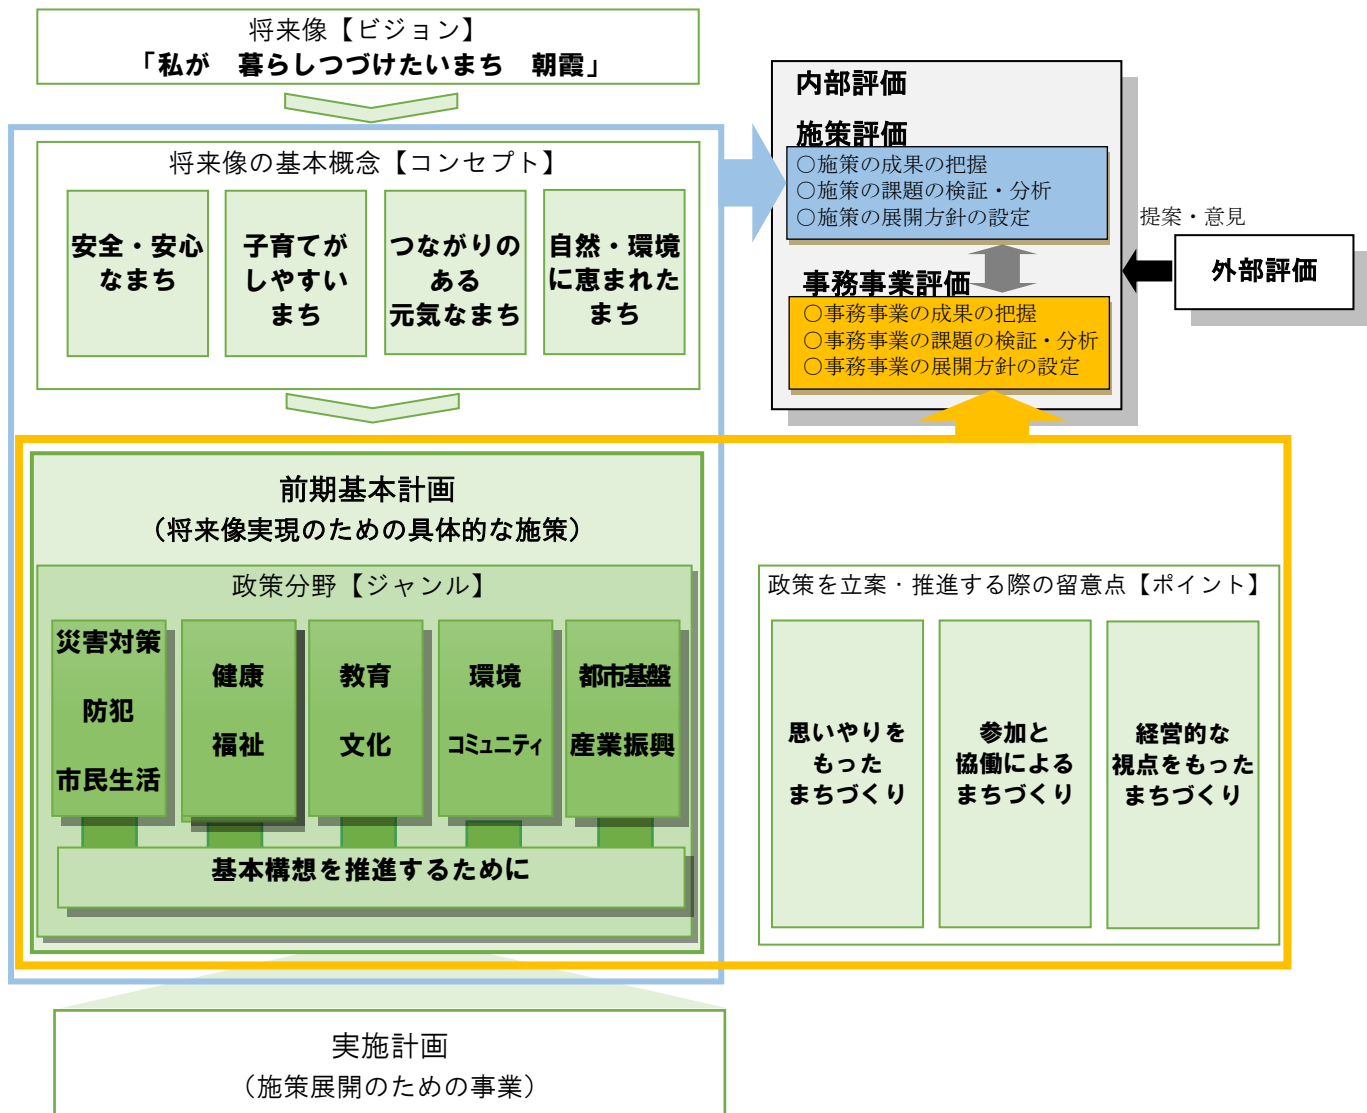 将来像【ビジョン】
「私が　暮らしつづけたいまち　朝霞」
将来像の基本概念【コンセプト】
安全・安心
なまち
子育てが
しやすい
まち
つながりの
ある
元気なまち
自然・環境
に恵まれた
まち
内部評価
施策評価
○施策の成果の把握
○施策の課題の検証・分析
○施策の展開方針の設定
事務事業評価
○事務事業の成果の把握
○事務事業の課題の検証・分析
○事務事業の展開方針の設定
提案・意見
外部評価
前期基本計画
（将来像実現のための具体的な施策）
政策分野【ジャンル】
災害対策
防犯
市民生活
健康
福祉
教育
文化
環境
コミュニティ
都市基盤
産業振興
基本構想を推進するために
政策を立案・推進する際の留意点【ポイント】
思いやりを
もった
まちづくり
参加と
協働による
まちづくり
経営的な
視点をもった
まちづくり
実施計画
（施策展開のための事業）